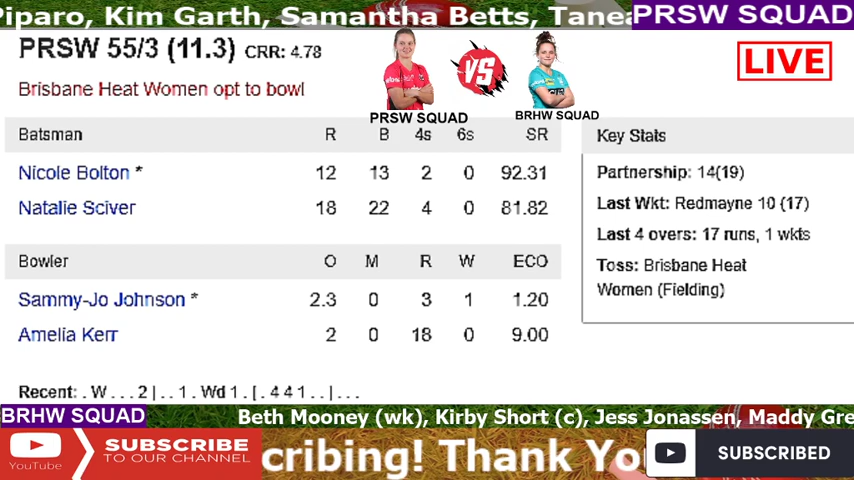 Piparo, Kim Garth, Samantha Betts, Tanea
PRSW SQUAD
PRSW 55/3 (11.3) CRR: 4.78
Brisbane Heat Women opt to bowl
VS
PRSW SQUAD
BRHW SQUAD
LIVE
Batsman R B 4s 6s SR
Nicole Bolton * 12 13 2 0 92.31
Natalie Sciver 18 22 4 0 81.82
Bowler O M R W ECO
Sammy-Jo Johnson * 2.3 0 3 1 1.20
Amelia Kerr 2 0 18 0 9.00
Recent: . W . . . 2 | . . 1 . Wd 1 . [ . 4 4 1 . . | . . .
Key Stats
Partnership: 14(19)
Last Wkt: Redmayne 10 (17)
Last 4 overs: 17 runs, 1 wkts
Toss: Brisbane Heat
Women (Fielding)
BRHW SQUAD
Beth Mooney (wk), Kirby Short (c), Jess Jonassen, Maddy Gre
YouTube
SUBSCRIBE
TO OUR CHANNEL
cribing! Thank Yo
SUBSCRIBED